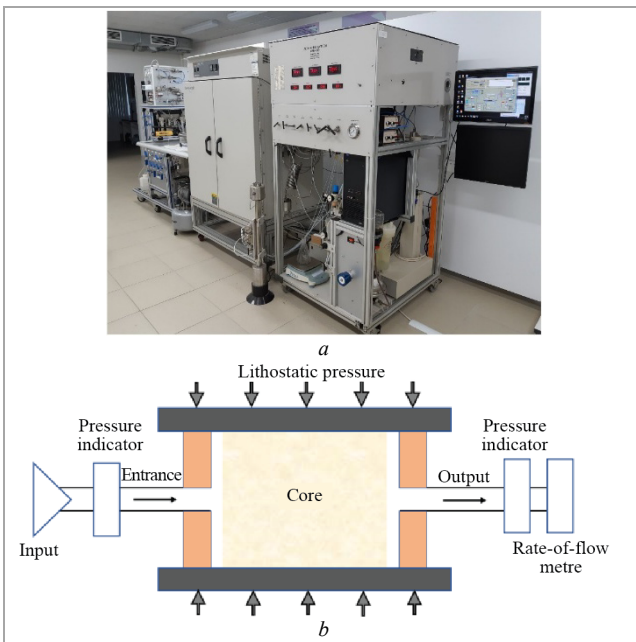 a
Lithostatic pressure
Pressure
indicator
Pressure
indicator
Entrance
Output
Core
Input
Rate-of-flow
metre
b